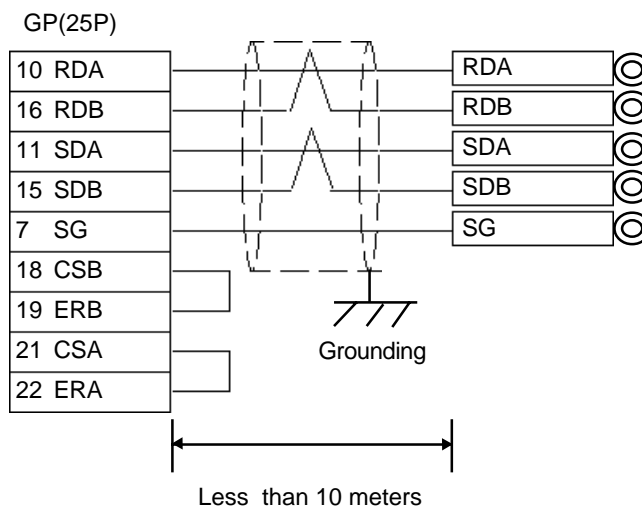 GP(25P)
10 RDA
RDA
16 RDB
RDB
11 SDA
SDA
15 SDB
SDB
7 SG
SG
18 CSB
19 ERB
21 CSA
22 ERA
Grounding
Less than 10 meters